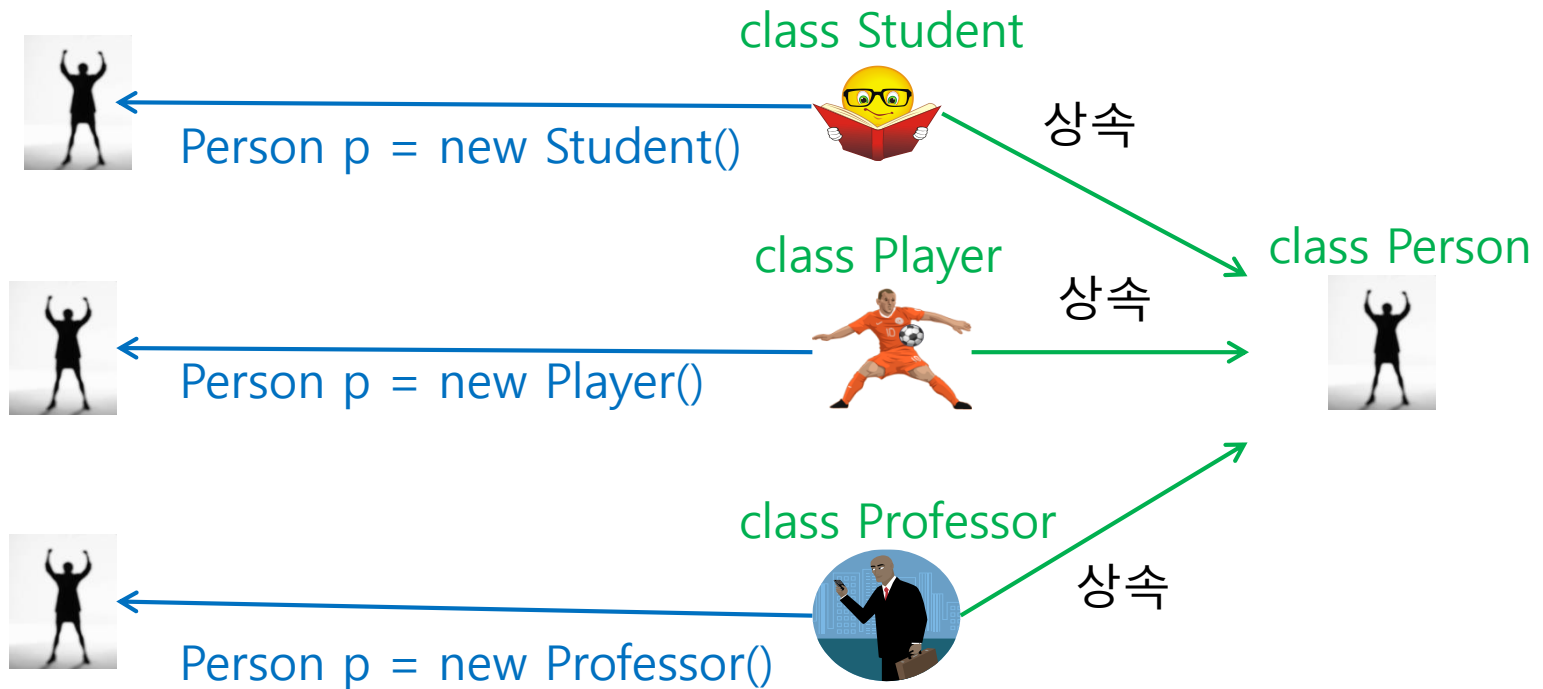 class Student
상속
Person p = new Student()
class Person
class Player
상속
Person p = new Player()
class Professor
상속
Person p = new Professor()